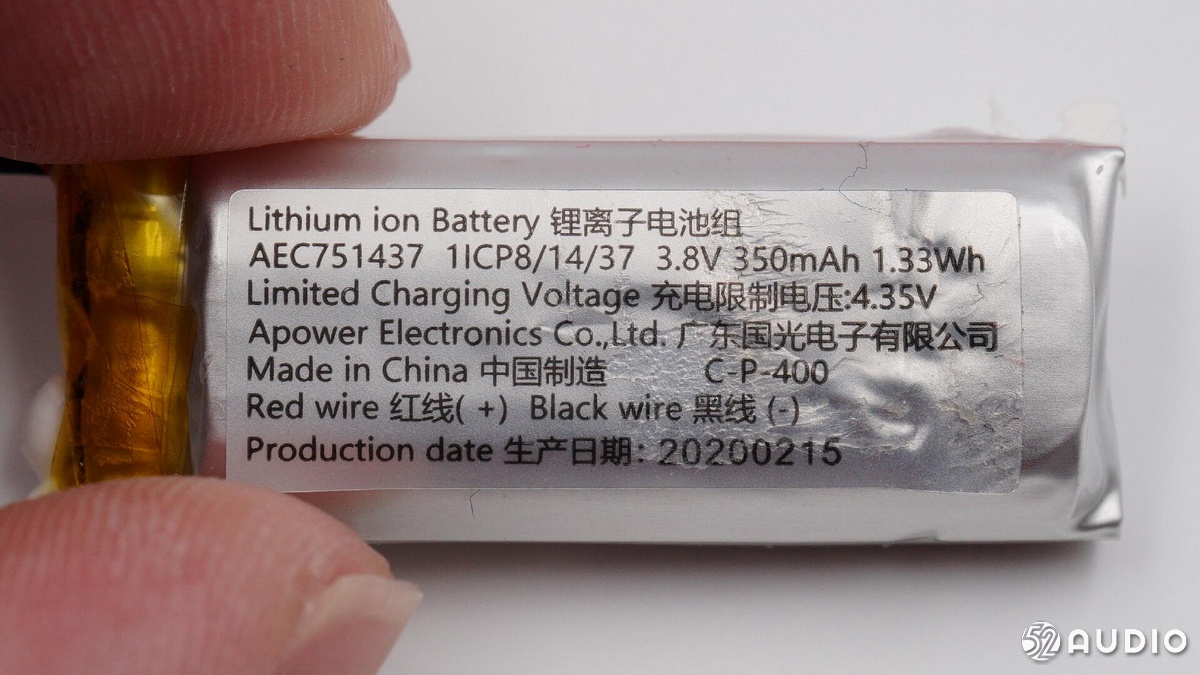 Lithium ion Battery 锂离子电池组
AEC751437 1ICP8/14/37 3.8V 350mAh 1.33Wh
Limited Charging Voltage 充电限制电压:4.35V
Apower Electronics Co.,Ltd. 广东国光电子有限公司
Made in China 中国制造 C-P-400
Red wire 红线( +) Black wire 黑线 (-)
Production date 生产日期: 20200215
52 AUDIO